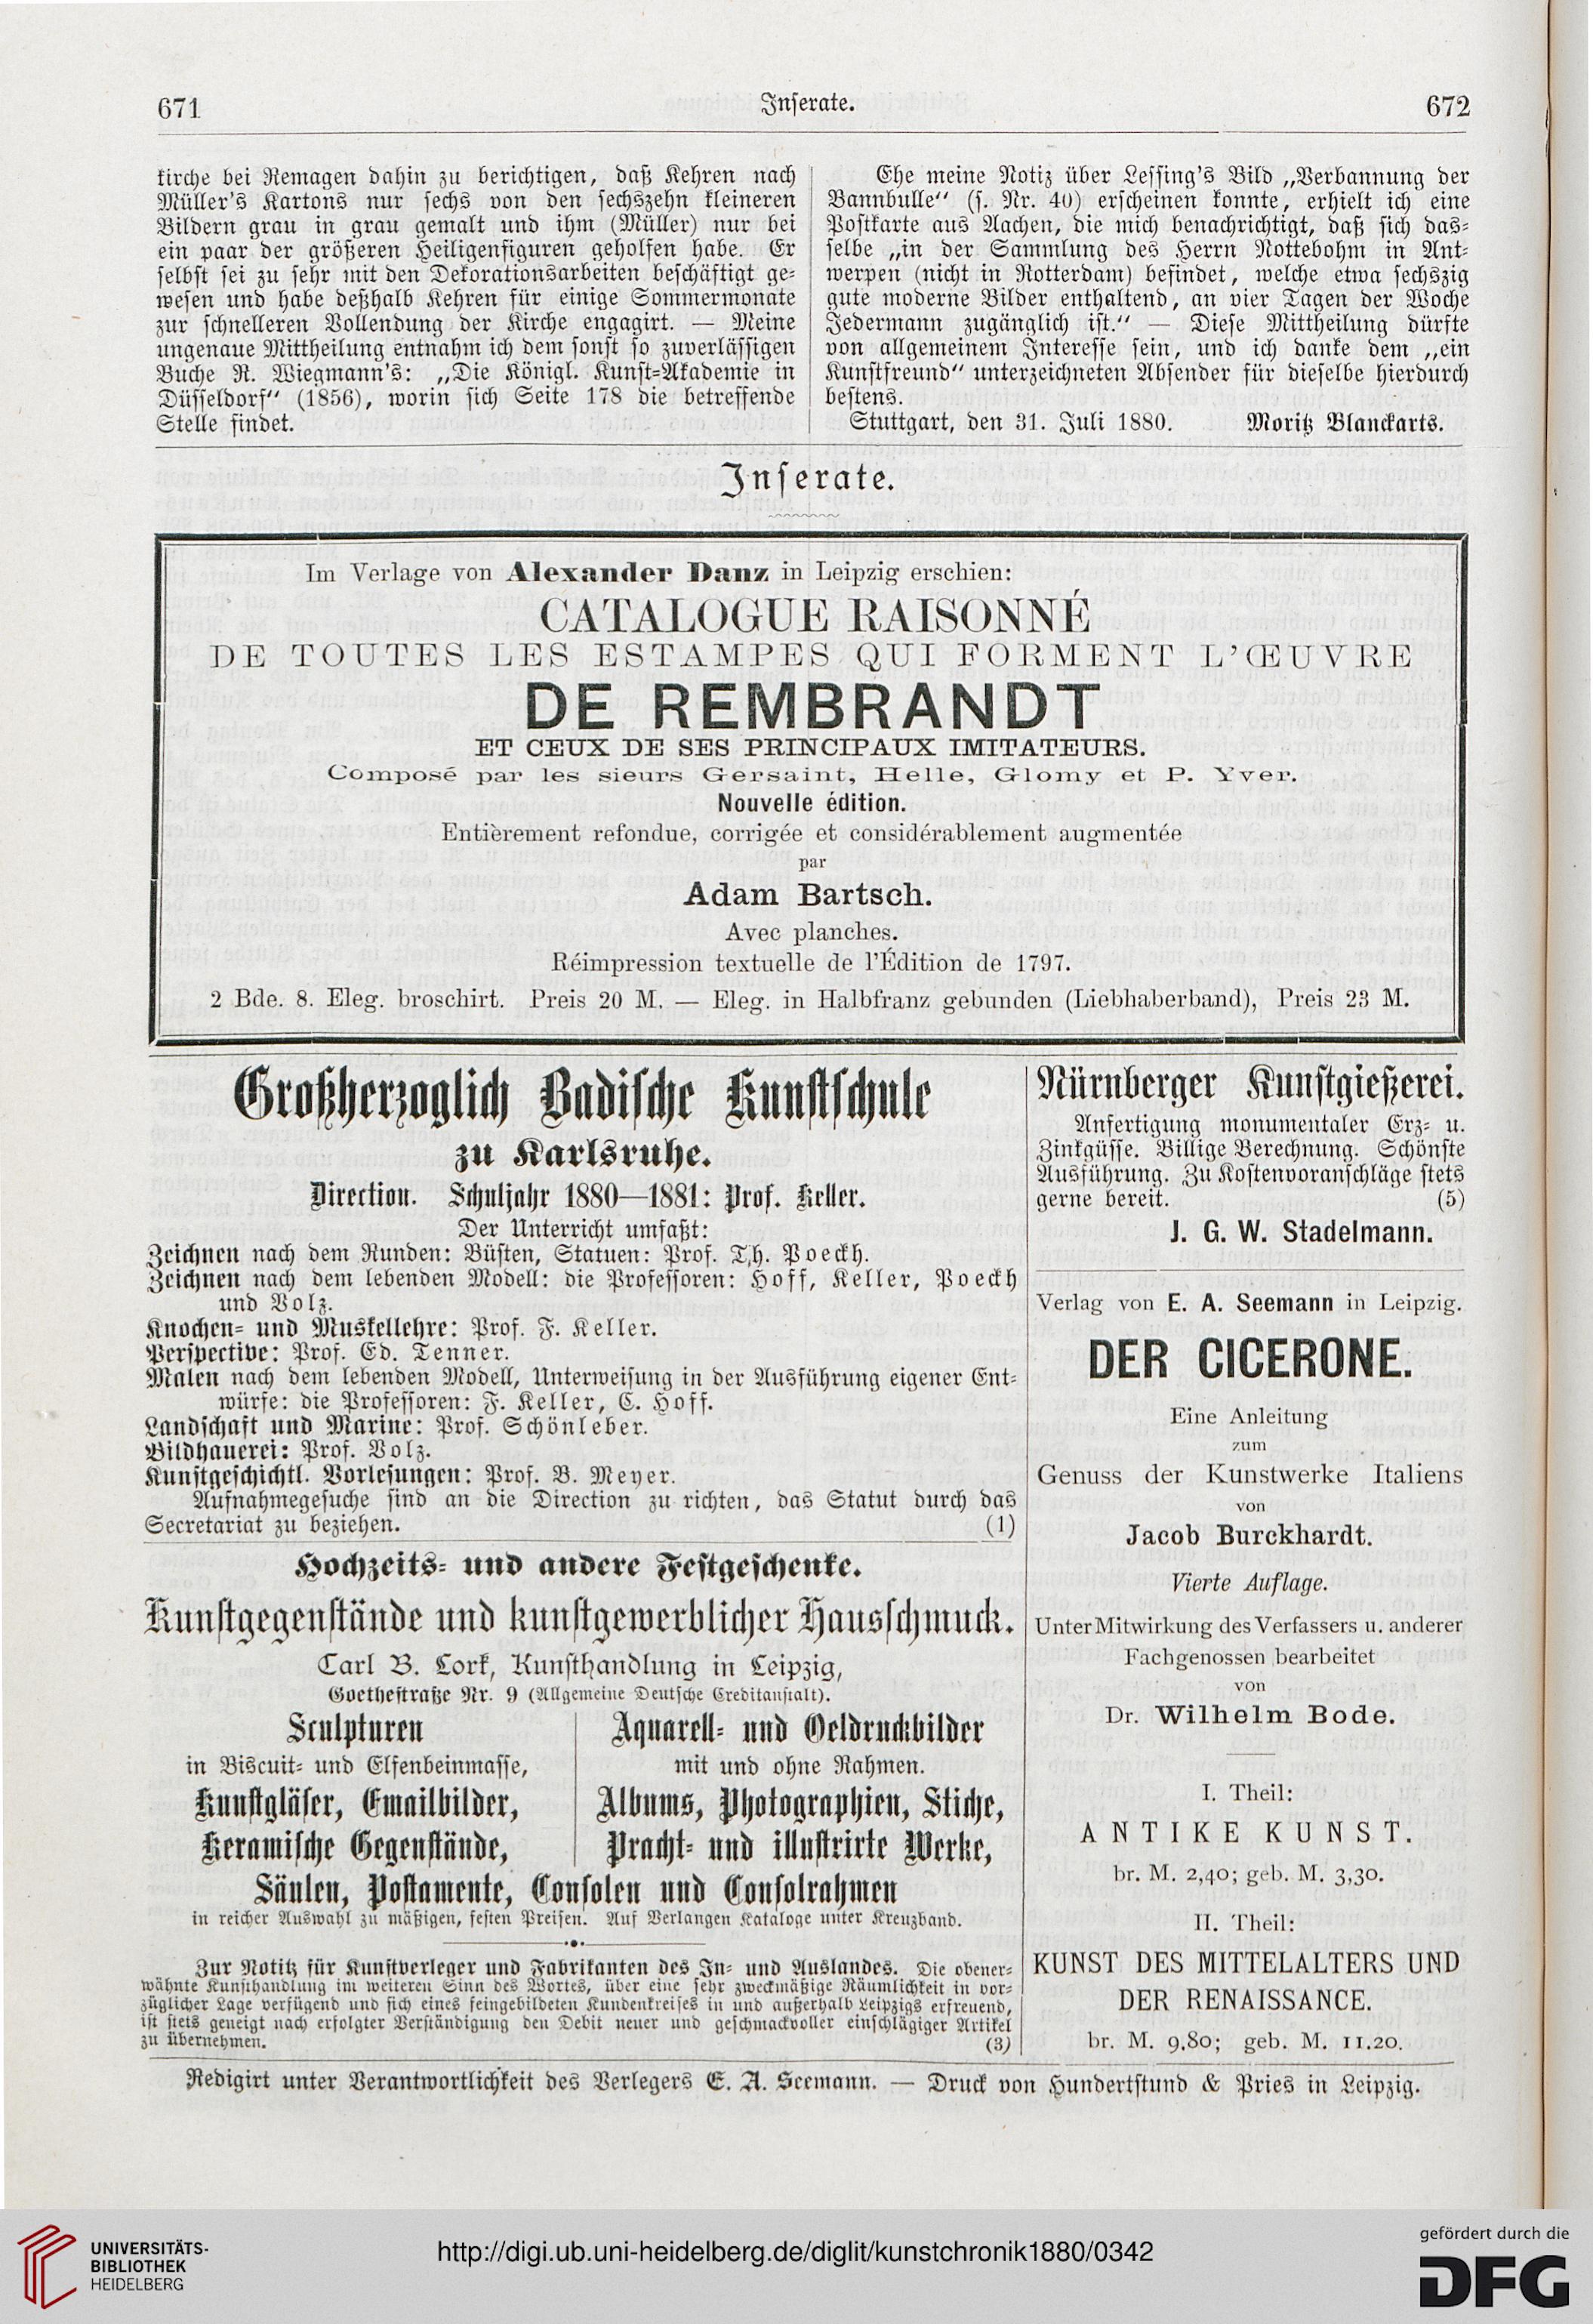 671
Inserate.
672
kirche bei Remagen dahin zu berichtigen, daß Kehren nach
Müller's Kartons nur sechs von den sechszehn kleineren
Bildern grau in grau gemalt und ihm (Müller) nur bei
ein paar der größeren Heiligenfiguren geholfen habe. Er
selbst sei zu sehr mit den Dekorationsarbeiten beschäftigt ge-
wesen und habe deßhalb Kehren für einige Sommermonate
zur schnelleren Vollendung der Kirche engagirt. — Meine
ungenaue Mittheilung entnahm ich dem sonst so zuverlässigen
Buche R. Wiegmann's: „Die Königl. Kunst-Akademie in
Düsseldorf" (1856), worin sich Seite 178 die betreffende
Stelle findet.
Ehe meine Notiz über Lessing's Bild „Verbannung der
Bannbulle" (s. Nr. 40) erscheinen konnte, erhielt ich eine
Postkarte aus Aachen, die mich benachrichtigt, daß sich das-
selbe „in der Sammlung des Herrn Nottebohm in Ant-
werpen (nicht in Rotterdam) befindet, welche etwa sechszig
gute moderne Bilder enthaltend, an vier Tagen der Woche
Jedermann zugänglich ist." — Diese Mittheilung dürfte
von allgemeinem Interesse sein, und ich danke dem „ein
Kunstfreund" unterzeichneten Absender für dieselbe hierdurch
bestens.
Stuttgart, den 31. Juli 1880. Moritz Blanckarts.
Inserate.
Im Verlage von Alexander Danz in Leipzig erschien:
CATALOGUE RAISONNÉ
DE TOUTES LES ESTAMPES QUI FORMENT L'ŒUVRE
DE REMBRANDT
ET CEUX DE SES PRINCIPAUX IMITATEURS.
Composé par les sieurs Gersaint, Helle, Glomy et P. Yver.
Nouvelle édition.
Entièrement refondue, corrigée et considérablement augmentée
par
Adam Bartsch.
Avec planches.
Réimpression textuelle de l'Édition de 1797.
2 Bde. 8. Eleg. broschirt. Preis 20 M. — Eleg. in Halbfranz gebunden (Liebhaberband), Preis 23 M.
Großherzoglich Badische Kunstschule
zu Karlsruhe.
Direction. Schuljahr 1880—1881: Prof. Keller.
Der Unterricht umfaßt:
Zeichnen nach dem Runden: Büsten, Statuen: Prof. Th. Poeckh.
Zeichnen nach dem lebenden Modell: die Professoren: Hoff, Keller, Poeckh
und Volz.
Knochen- und Muskellehre: Prof. F. Keller.
Perspective: Prof. Ed. Tenner.
Malen nach dem lebenden Modell, Unterweisung in der Ausführung eigener Ent-
würfe: die Professoren: F. Keller, C. Hoff.
Landschaft und Marine: Prof. Schönleber.
Bildhauerei: Prof. Volz.
Kunstgeschichtl. Vorlesungen: Prof. B. Meyer.
Aufnahmegesuche sind an die Direction zu richten, das Statut durch das
Secretariat zu beziehen. (1)
Hochzeits- und andere Festgeschenke.
Kunstgegenstände und kunstgewerblicher Hausschmuck.
Carl B. Lorck, Kunsthandlung in Leipzig,
Goethestraße Nr. 9 (Allgemeine Deutsche Creditanstalt).
Sculpturen
in Biscuit- und Elfenbeinmasse,
Kunstgläser, Emailbilder,
Keramische Gegenstände,
Aquarell- und Oeldruckbilder
mit und ohne Rahmen.
Albums, Photographien, Stiche,
Pracht- und illustrirte Werke,
Säulen, Postamente, Consolen und Consolrahmen
in reicher Auswahl zu mäßigen, festen Preisen. Auf Verlangen Kataloge unter Kreuzband.
Zur Notitz für Kunstverleger und Fabrikanten des In- und Auslandes. Die obener-
wähnte Kunsthandlung im weiteren Sinn des Wortes, über eine sehr zweckmäßige Räumlichkeit in vor-
züglicher Lage verfügend und sich eines feingebildeten Kundenkreises in und außerhalb Leipzigs erfreuend,
ist stets geneigt nach erfolgter Verständigung den Debit neuer und geschmackvoller einschlägiger Artikel
zu übernehmen. (3)
Nürnberger Kunstgießerei.
Anfertigung monumentaler Erz- u.
Zinkgüsse. Billige Berechnung. Schönste
Ausführung. Zu Kostenvoranschläge stets
gerne bereit. (5)
J. G. W. Stadelmann.
Verlag von E. A. Seemann in Leipzig.
DER CICERONE.
Eine Anleitung
zum
Genuss der Kunstwerke Italiens
von
Jacob Burckhardt.
Vierte Auflage.
Unter Mitwirkung des Verfassers u. anderer
Fachgenossen bearbeitet
von
Dr. Wilhelm Bode.
I. Theil:
ANTIKE KUNST.
br. M. 2,40; geb. M. 3,30.
II. Theil:
KUNST DES MITTELALTERS UND
DER RENAISSANCE.
br. M. 9.80; geb. M. 11.20.
Redigirt unter Verantwortlichkeit des Verlegers E. A. Seemann. — Druck von Hundertstund & Pries in Leipzig.
UNIVERSITÄTS-
BIBLIOTHEK
HEIDELBERG
http://digi.ub.uni-heidelberg.de/diglit/kunstchronik1880/0342
gefördert durch die
DFG